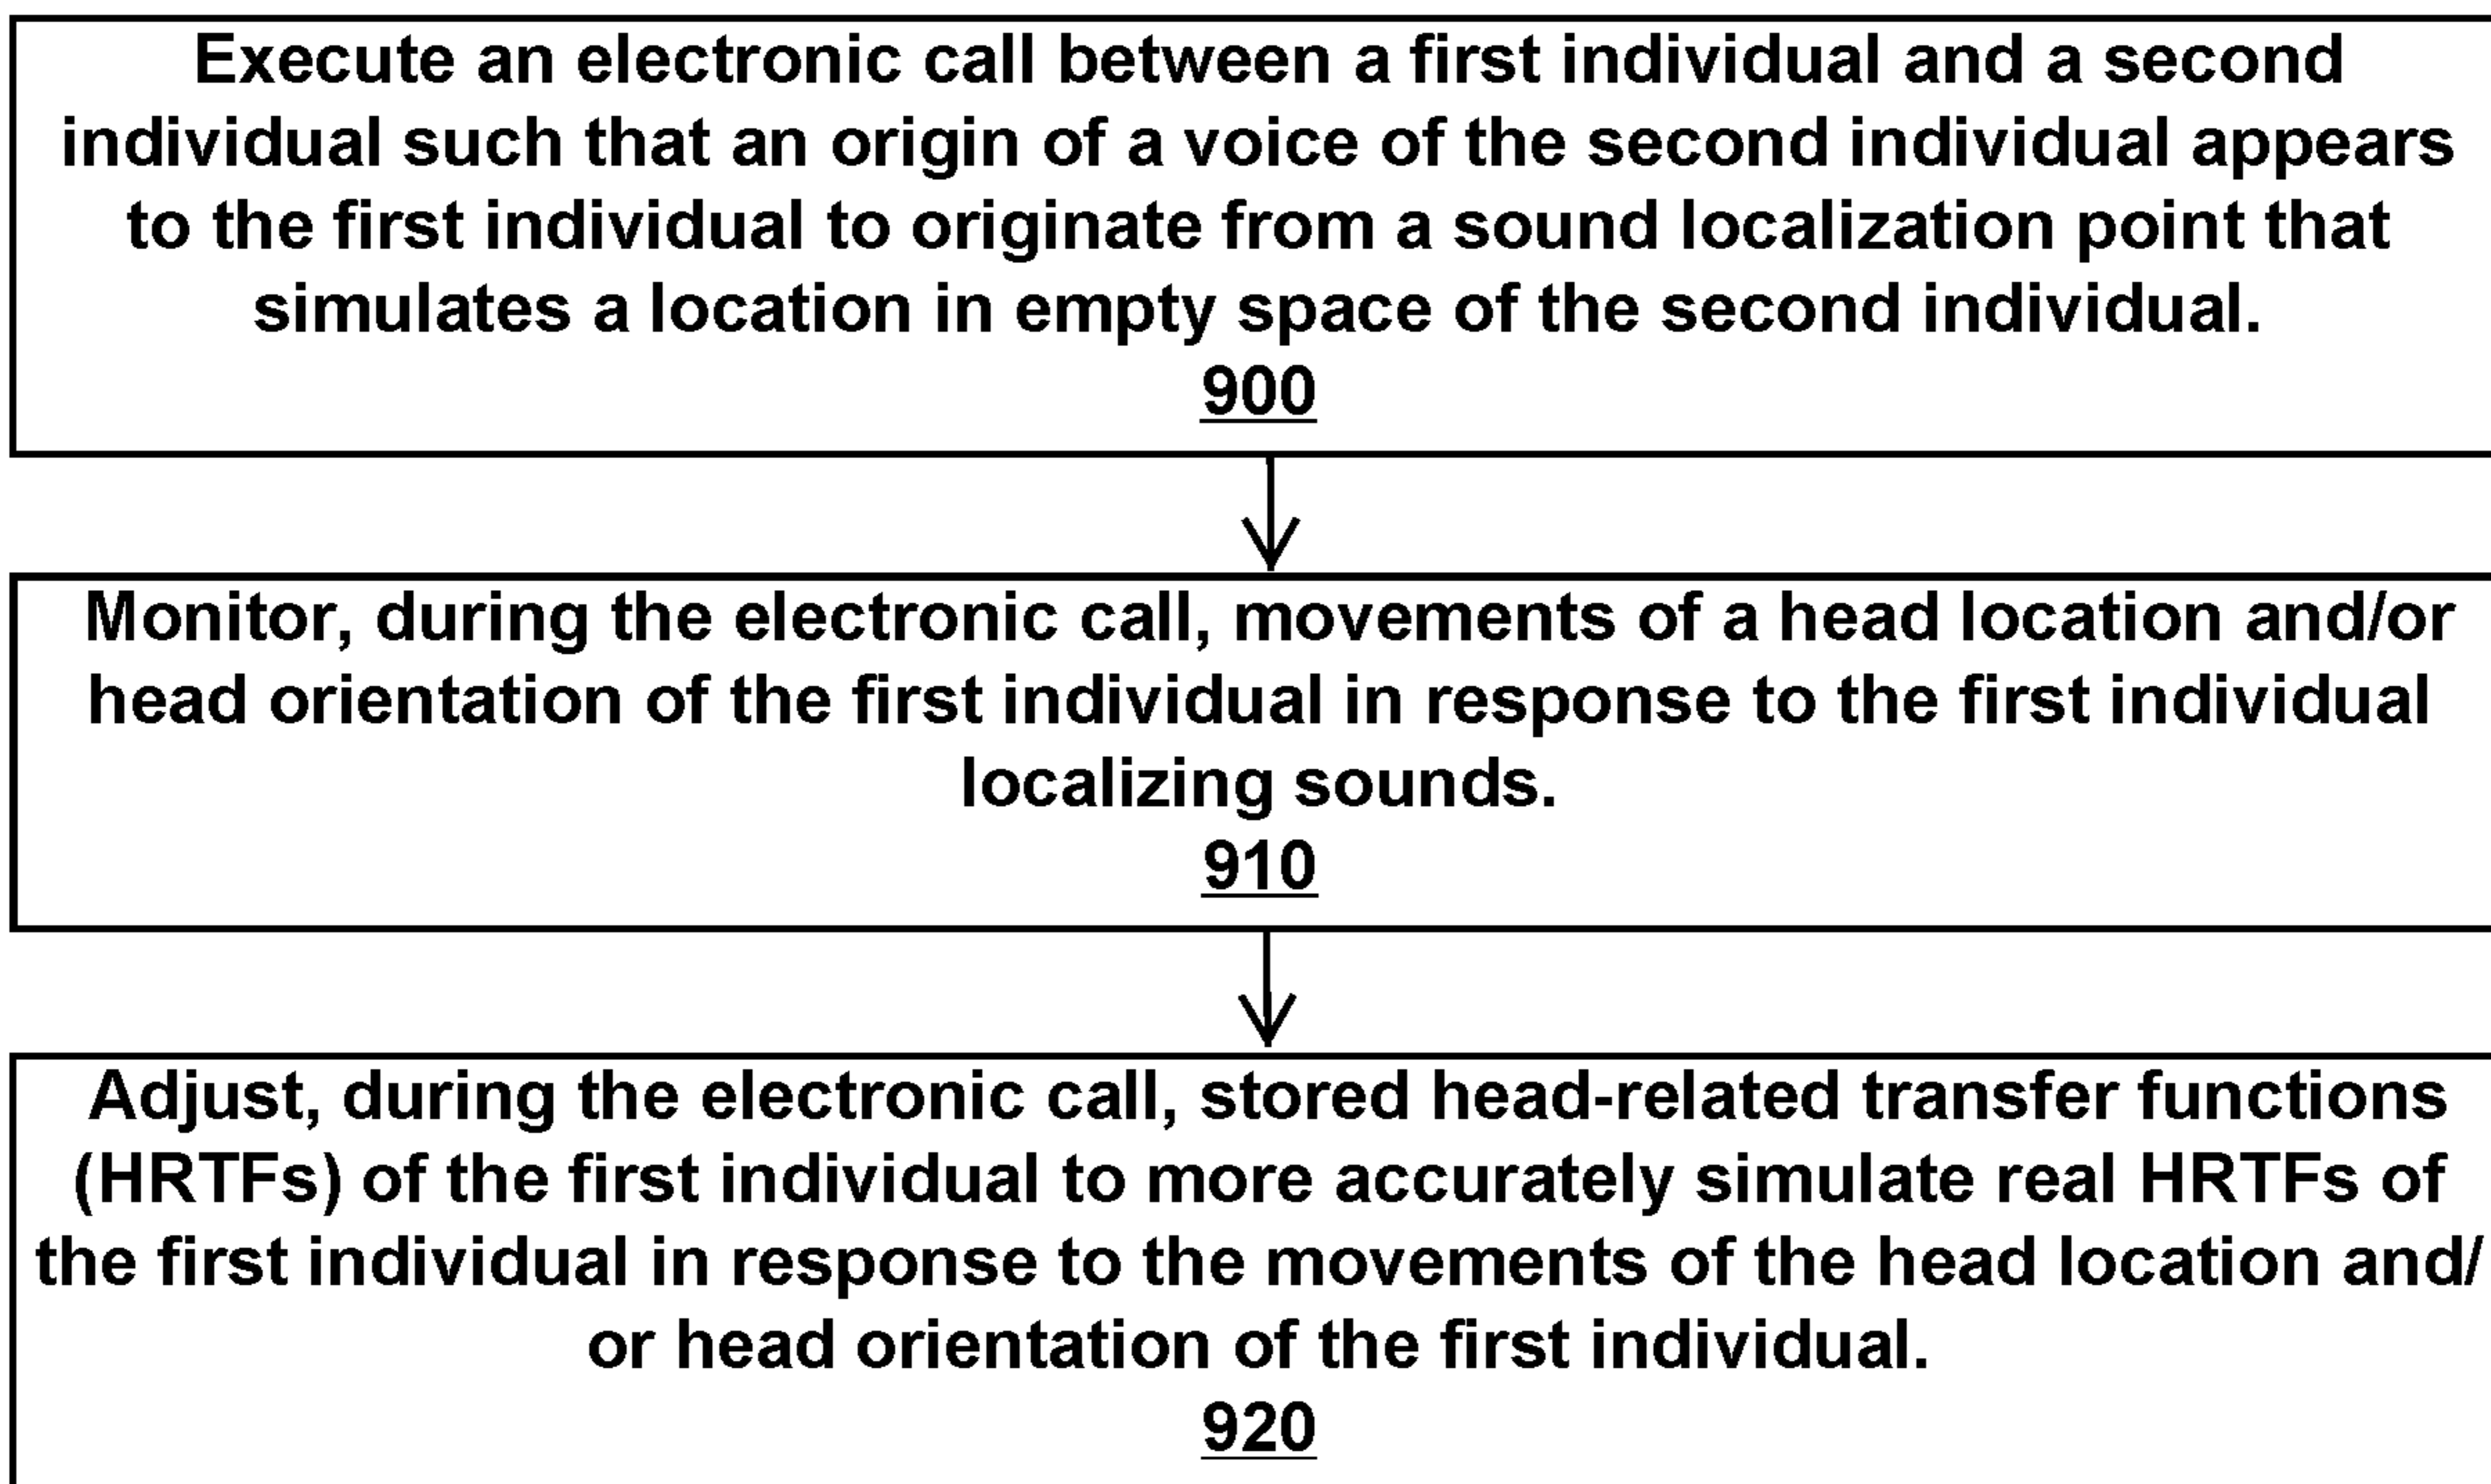 Execute an electronic call between a first individual and a second
individual such that an origin of a voice of the second individual appears
to the first individual to originate from a sound localization point that
simulates a location in empty space of the second individual.
900
Monitor, during the electronic call, movements of a head location and/or
head orientation of the first individual in response to the first individual
localizing sounds.
910
Adjust, during the electronic call, stored head-related transfer functions
(HRTFs) of the first individual to more accurately simulate real HRTFs of
the first individual in response to the movements of the head location and/
or head orientation of the first individual.
920